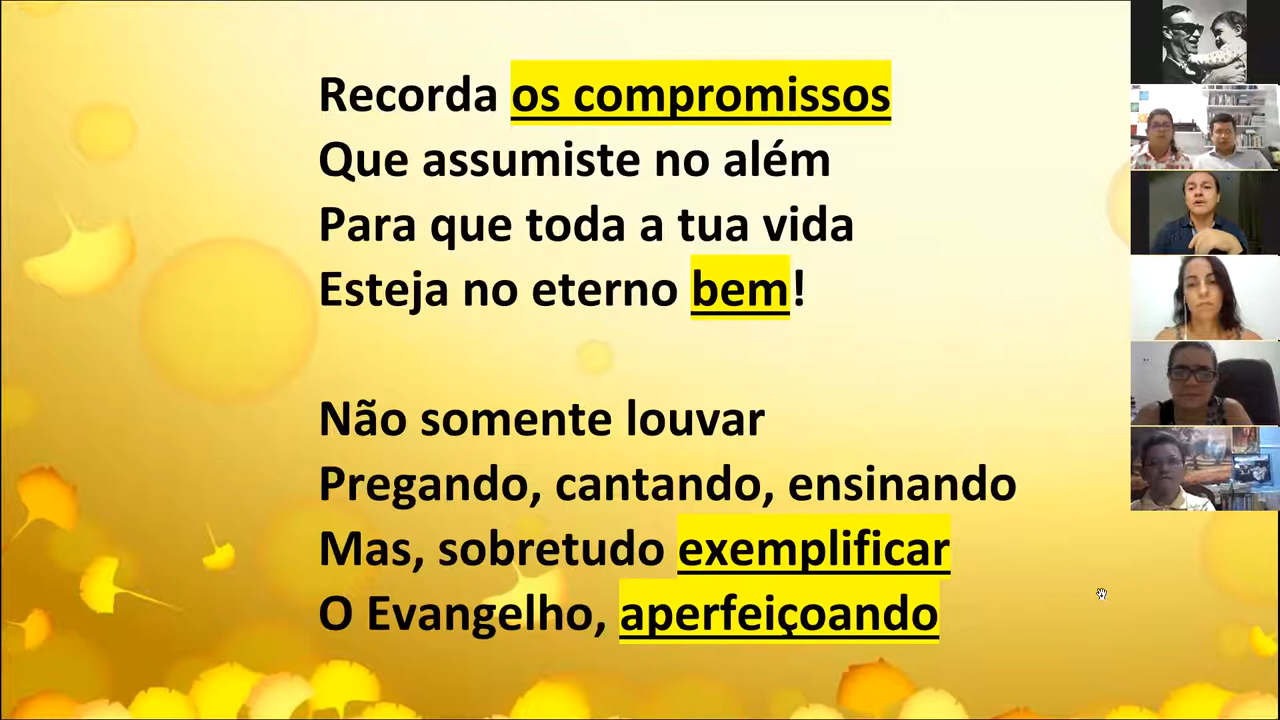 Recorda os compromissos
Que assumiste no além
Para que toda a tua vida
Esteja no eterno bem!
Não somente louvar
Pregando, cantando, ensinando
Mas, sobretudo exemplificar
O Evangelho, aperfeiçoando